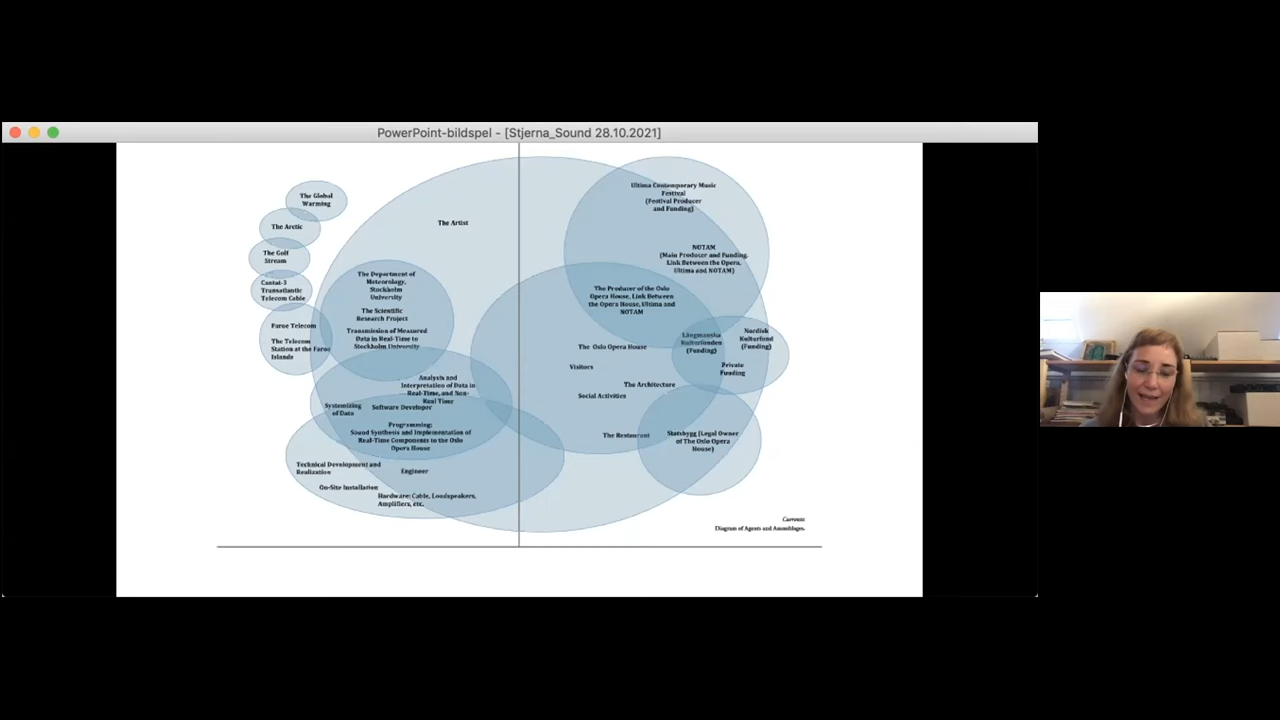 PowerPoint-bildspel - [Stjerna_Sound 28.10.2021]
The Global
Warming
The Arctic
The Golf
Stream
Cantat-3
Transatlantic
Telecom Cable
Faroe Telecom
The Telecom
Station at the Faroe
Islands
The Artist
The Department of
Meteorology,
Stockholm
University
The Scientific
Research Project
Transmission of Measured
Data in Real-Time to
Stockholm University
Analysis and
Interpretation of Data in
Real-Time, and Non-
Real Time
Systemizing
of Data
Software Developer
Programming:
Sound Synthesis and Implementation of
Real-Time Components to the Oslo
Opera House
Technical Development and
Realization
Engineer
On-Site Installation
Hardware: Cable, Loudspeakers,
Amplifiers, etc.
Ultima Contemporary Music
Festival
(Festival Producer
and Funding)
NOTAM
(Main Producer and Funding.
Link Between the Opera,
Ultima and NOTAM)
The Producer of the Oslo
Opera House, Link Between
the Opera House, Ultima and
NOTAM
Längmanska
Kulturfonden
(Funding)
Nordisk
Kulturfond
(Funding)
Private
Funding
The Oslo Opera House
Visitors
The Architecture
Social Activities
The Restaurant
Statsbygg (Legal Owner
of The Oslo Opera
House)
Currents
Diagram of Agents and Assemblages.